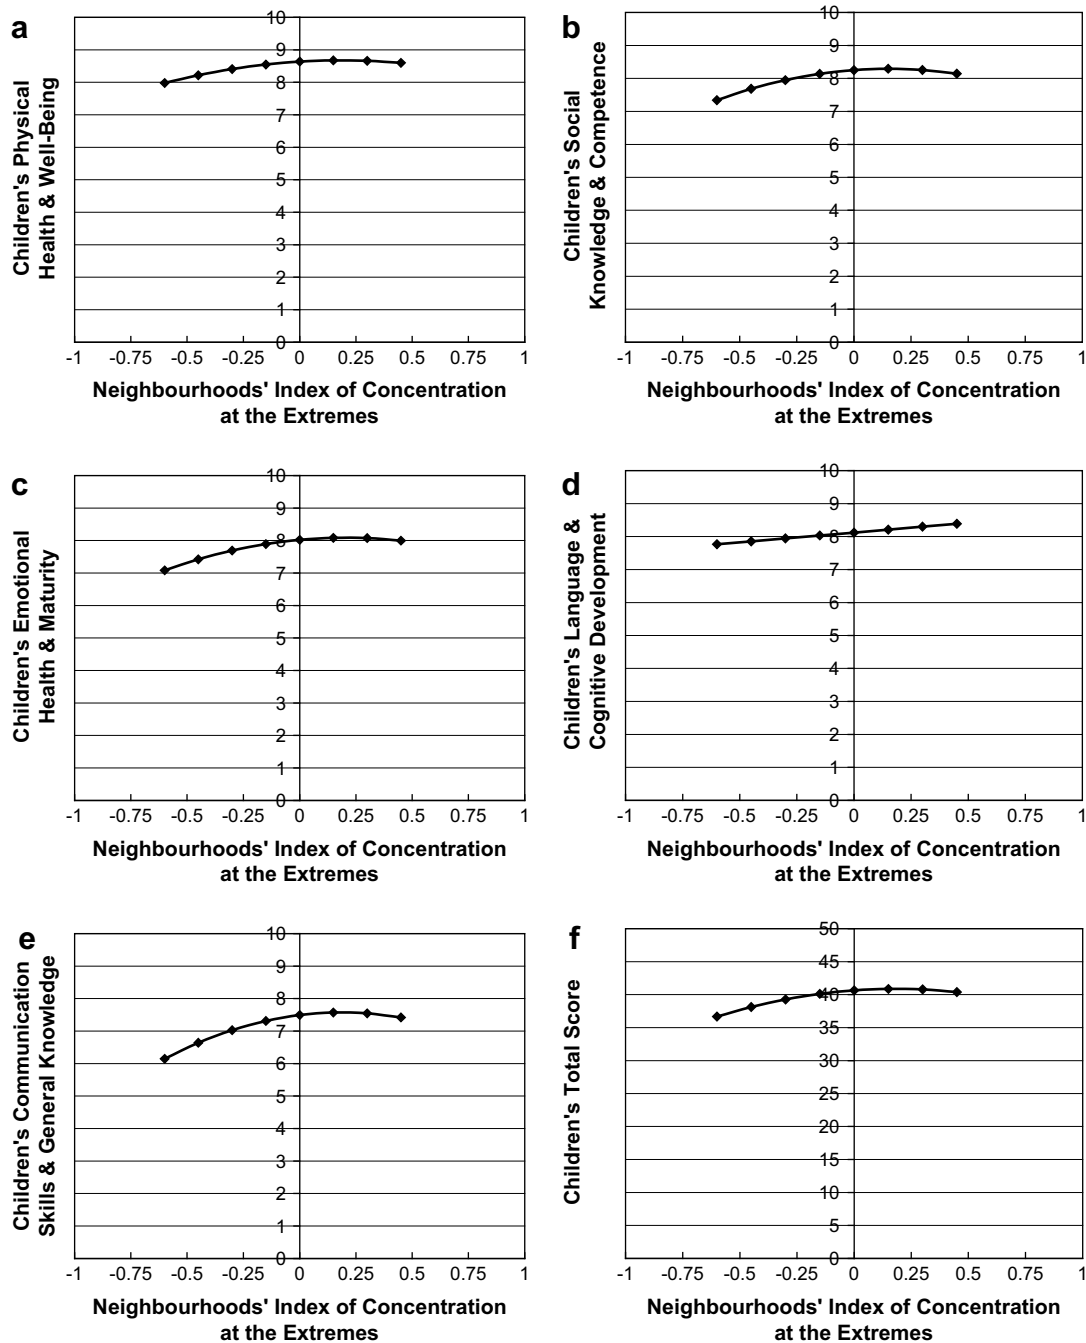 a
Children's Physical
Health & Well-Being
10
9
8
7
6
5
4
3
2
1
0
-1 -0.75 -0.5 -0.25 0 0.25 0.5 0.75 1
Neighbourhoods' Index of Concentration
at the Extremes
b
Children's Social
Knowledge & Competence
10
9
8
7
6
5
4
3
2
1
0
-1 -0.75 -0.5 -0.25 0 0.25 0.5 0.75 1
Neighbourhoods' Index of Concentration
at the Extremes
c
Children's Emotional
Health & Maturity
10
9
8
7
6
5
4
3
2
1
0
-1 -0.75 -0.5 -0.25 0 0.25 0.5 0.75 1
Neighbourhoods' Index of Concentration
at the Extremes
d
Children's Language &
Cognitive Development
10
9
8
7
6
5
4
3
2
1
0
-1 -0.75 -0.5 -0.25 0 0.25 0.5 0.75 1
Neighbourhoods' Index of Concentration
at the Extremes
e
Children's Communication
Skills & General Knowledge
10
9
8
7
6
5
4
3
2
1
0
-1 -0.75 -0.5 -0.25 0 0.25 0.5 0.75 1
Neighbourhoods' Index of Concentration
at the Extremes
f
Children's Total Score
50
45
40
35
30
25
20
15
10
5
0
-1 -0.75 -0.5 -0.25 0 0.25 0.5 0.75 1
Neighbourhoods' Index of Concentration
at the Extremes